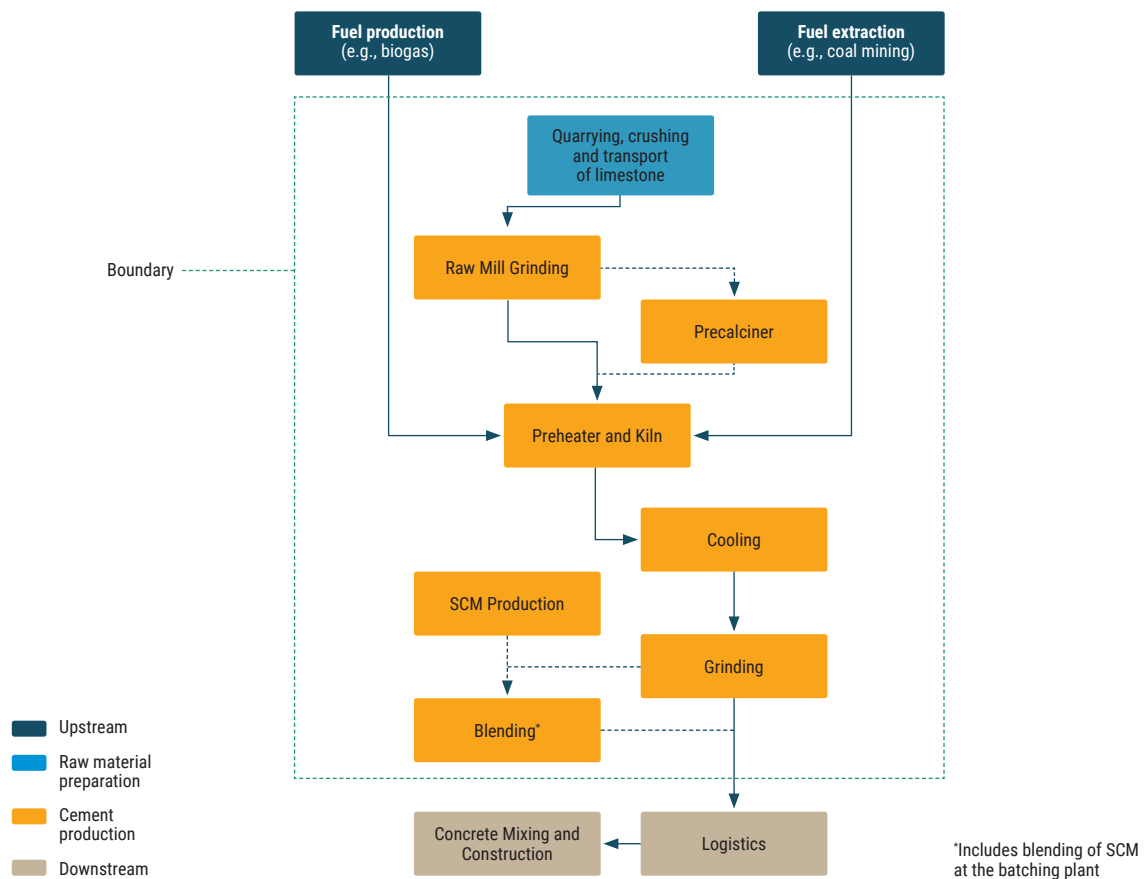 Fuel production
(e.g., biogas)
Fuel extraction
(e.g., coal mining)
Quarrying, crushing
and transport
of limestone
Raw Mill Grinding
Boundary
Precalciner
Preheater and Kiln
Cooling
SCM Production
Grinding
Blending*
Upstream
Raw material
preparation
Cement
production
Downstream
Concrete Mixing and
Construction
Logistics
*Includes blending of SCM
at the batching plant